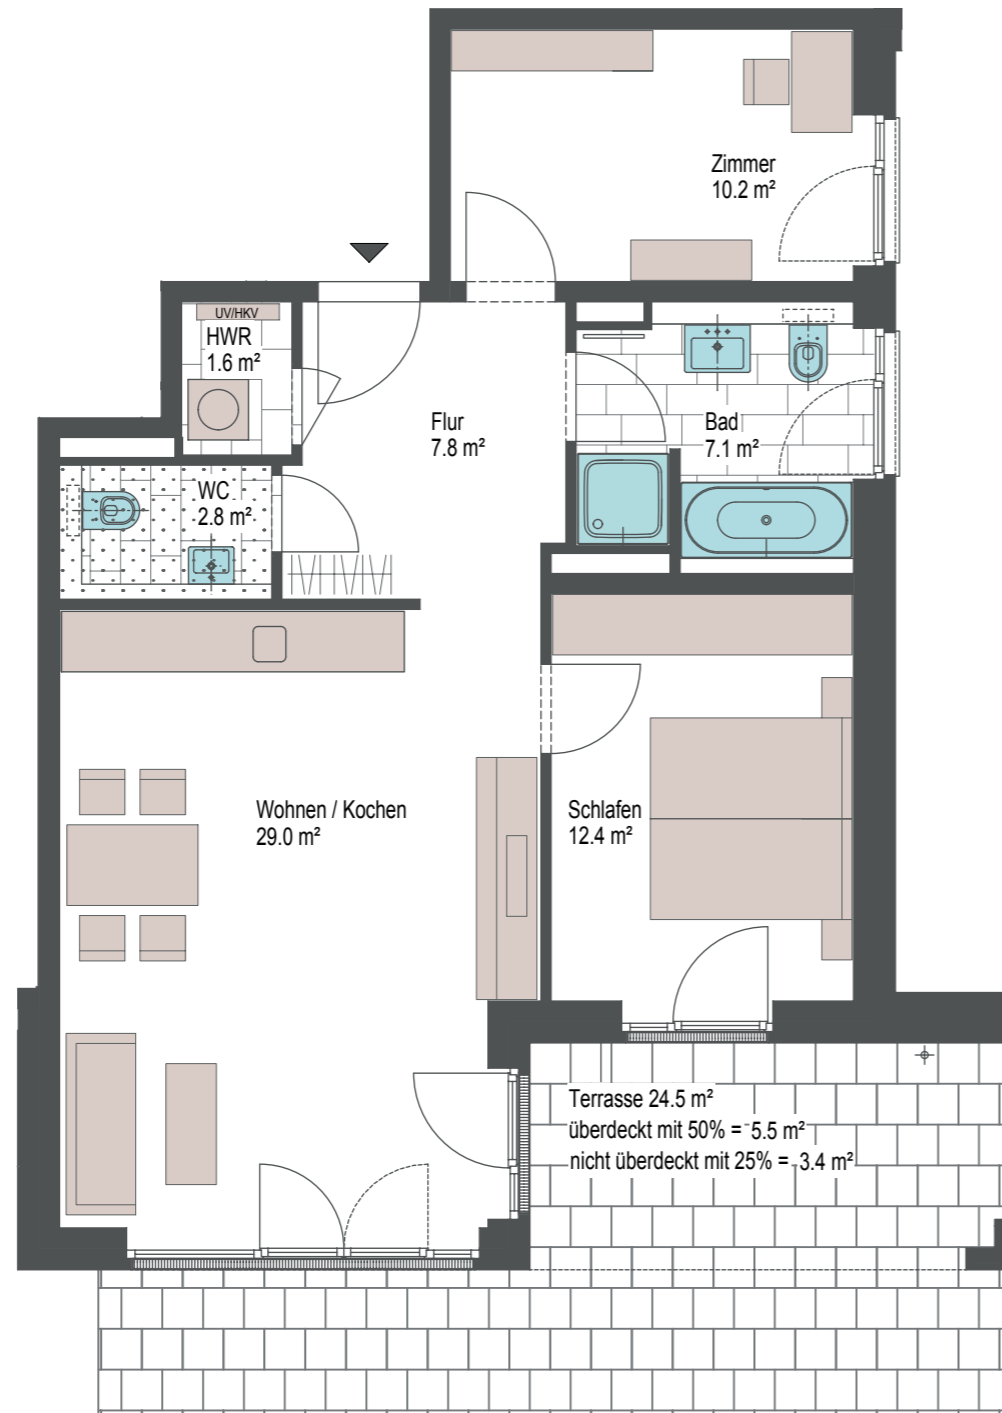 Zimmer
10.2 m²
UV/HKV
HWR
1.6 m²
Flur
7.8 m²
Bad
7.1 m²
WC
2.8 m²
Wohnen / Kochen
29.0 m²
Schlafen
12.4 m²
Terrasse 24.5 m²
überdeckt mit 50% = 5.5 m²
nicht überdeckt mit 25% = 3.4 m²